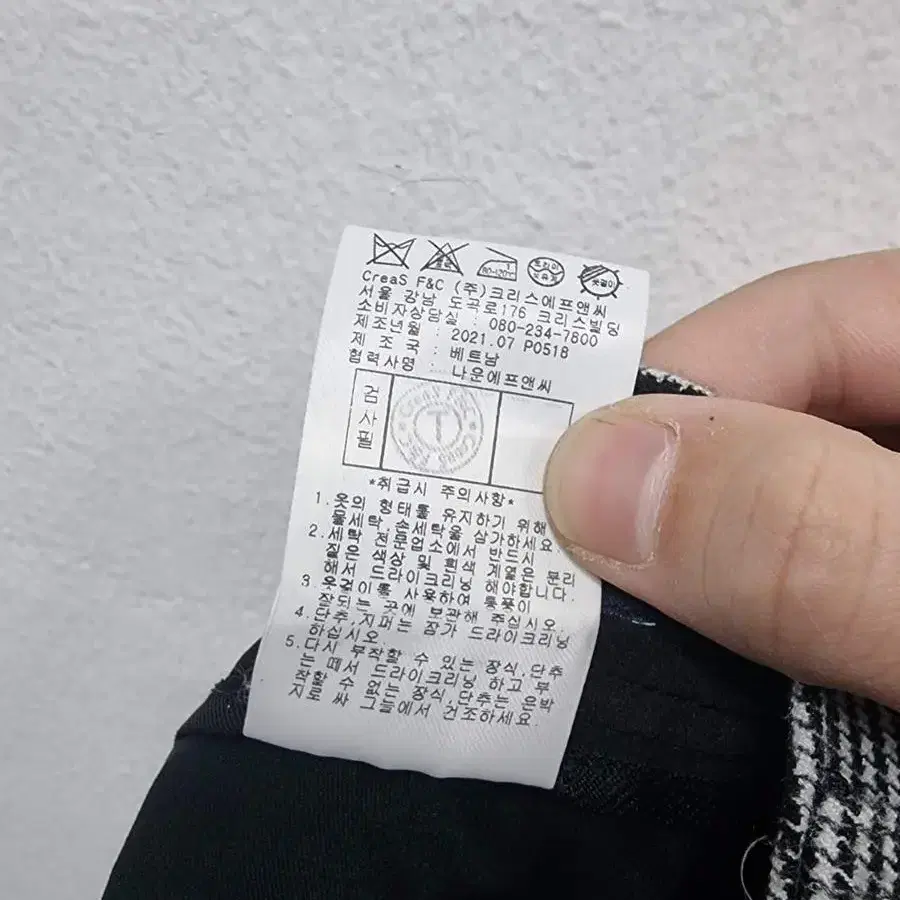 1
80-120℃
드라이
옷걸이
CreaS F&C (주)크리스에프앤씨
서울 강남 도곡로176 크리스빌딩
소비자상담실 : 080-234-7800
제조년월 : 2021.07 P0518
제 조 국 : 베트남
협력사명 : 나운에프앤씨
검사필
CreaS F&C
T
CreaS F&C
*취급시 주의사항*
1.옷의 형태를 유지하기 위해
물세탁,손세탁을 삼가하세요.
2.세탁 전문업소에서 반드시
짙은 색상 및 흰색 계열은 분리
해서 드라이크리닝 해야합니다.
3.옷걸이를 사용하여 통풍이
잘되는 곳에 보관해 주십시오.
4.단추,지퍼는 잠가 드라이크리닝
하십시오
5.다시 부착할 수 있는 장식,단추
는 떼서 드라이크리닝 하고 부
착할 수 없는 장식,단추는 은박
지로 싸 그늘에서 건조하세요.